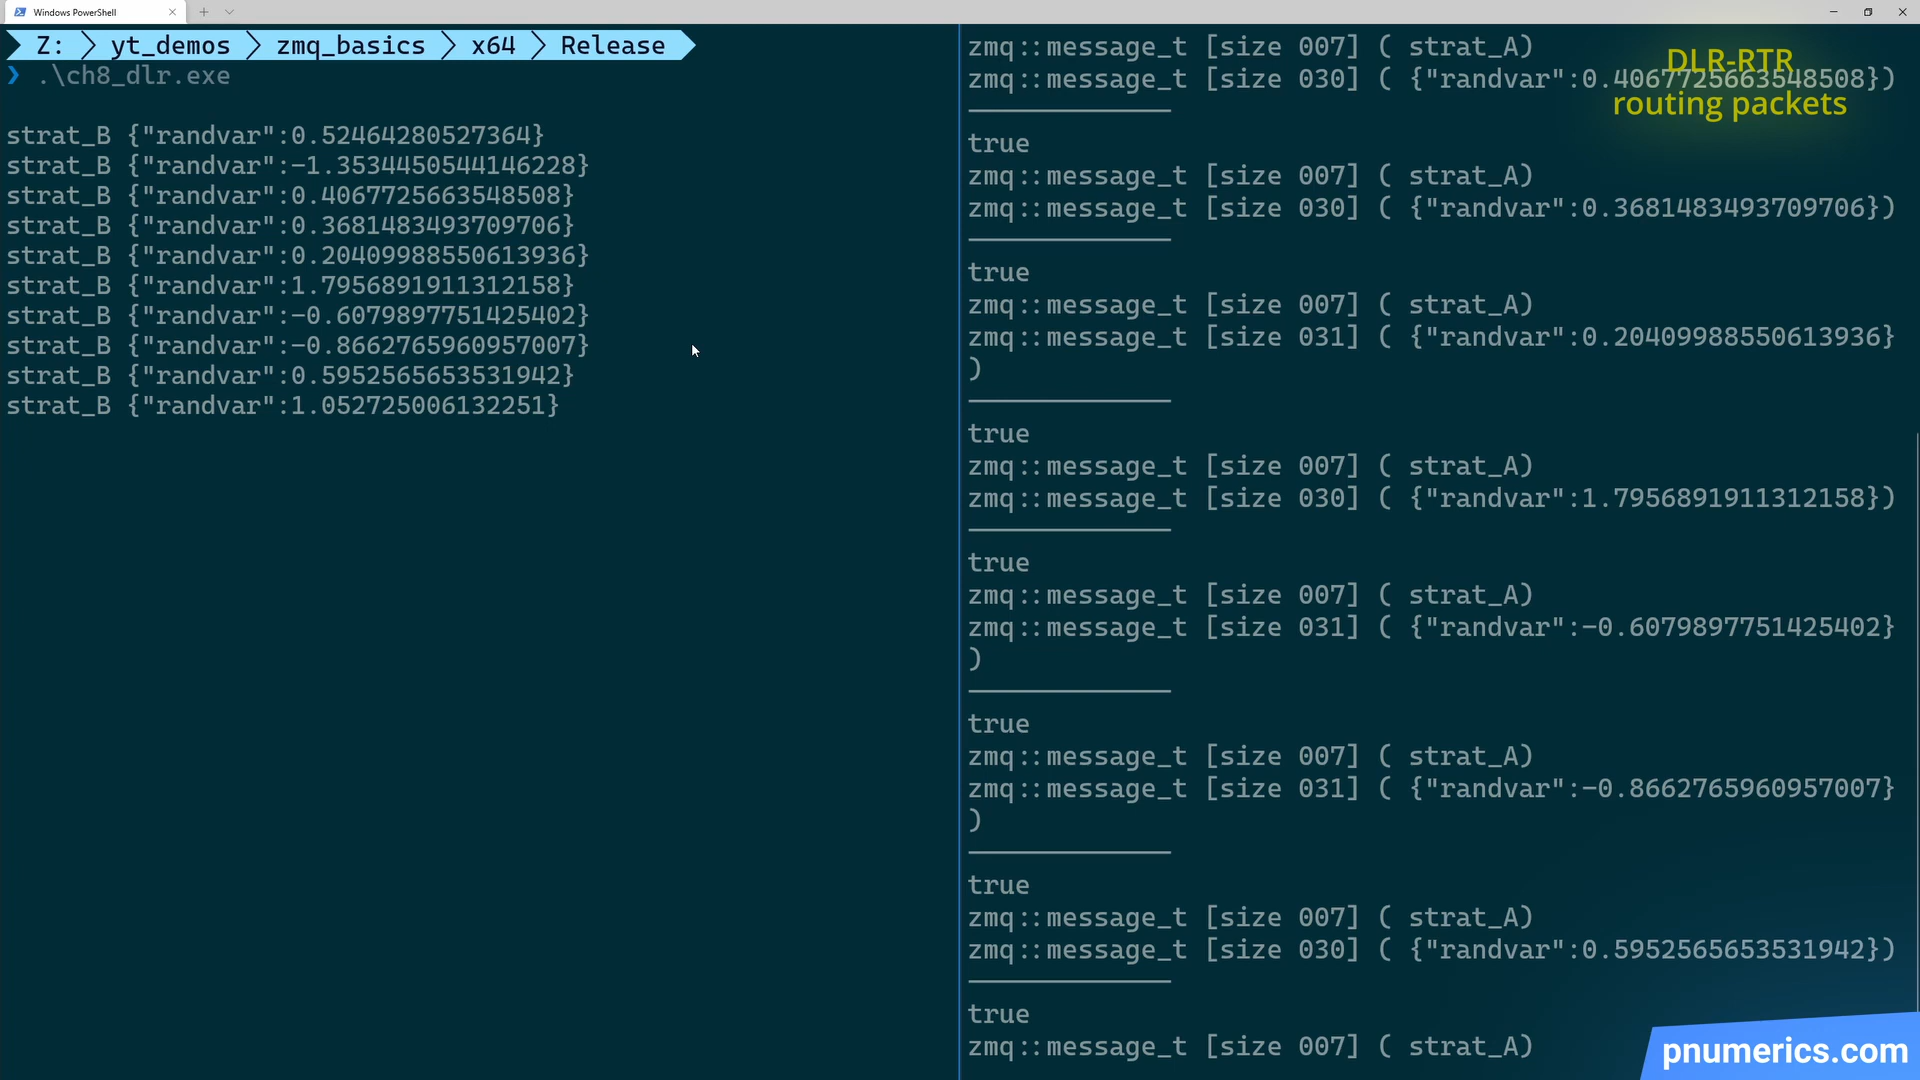 Windows PowerShell
Z: yt_demos zmq_basics x64 Release
❯ .\ch8_dlr.exe
strat_B {"randvar":0.52464280527364}
strat_B {"randvar":-1.3534450544146228}
strat_B {"randvar":0.4067725663548508}
strat_B {"randvar":0.3681483493709706}
strat_B {"randvar":0.20409988550613936}
strat_B {"randvar":1.7956891911312158}
strat_B {"randvar":-0.6079897751425402}
strat_B {"randvar":-0.8662765960957007}
strat_B {"randvar":0.5952565653531942}
strat_B {"randvar":1.052725006132251}
zmq::message_t [size 007] ( strat_A)
zmq::message_t [size 030] ( {"randvar":0.4067725663548508})
true
zmq::message_t [size 007] ( strat_A)
zmq::message_t [size 030] ( {"randvar":0.3681483493709706})
true
zmq::message_t [size 007] ( strat_A)
zmq::message_t [size 031] ( {"randvar":0.20409988550613936}
)
true
zmq::message_t [size 007] ( strat_A)
zmq::message_t [size 030] ( {"randvar":1.7956891911312158})
true
zmq::message_t [size 007] ( strat_A)
zmq::message_t [size 031] ( {"randvar":-0.6079897751425402}
)
true
zmq::message_t [size 007] ( strat_A)
zmq::message_t [size 031] ( {"randvar":-0.8662765960957007}
)
true
zmq::message_t [size 007] ( strat_A)
zmq::message_t [size 030] ( {"randvar":0.5952565653531942})
true
zmq::message_t [size 007] ( strat_A)
DLR-RTR
routing packets
pnumerics.com